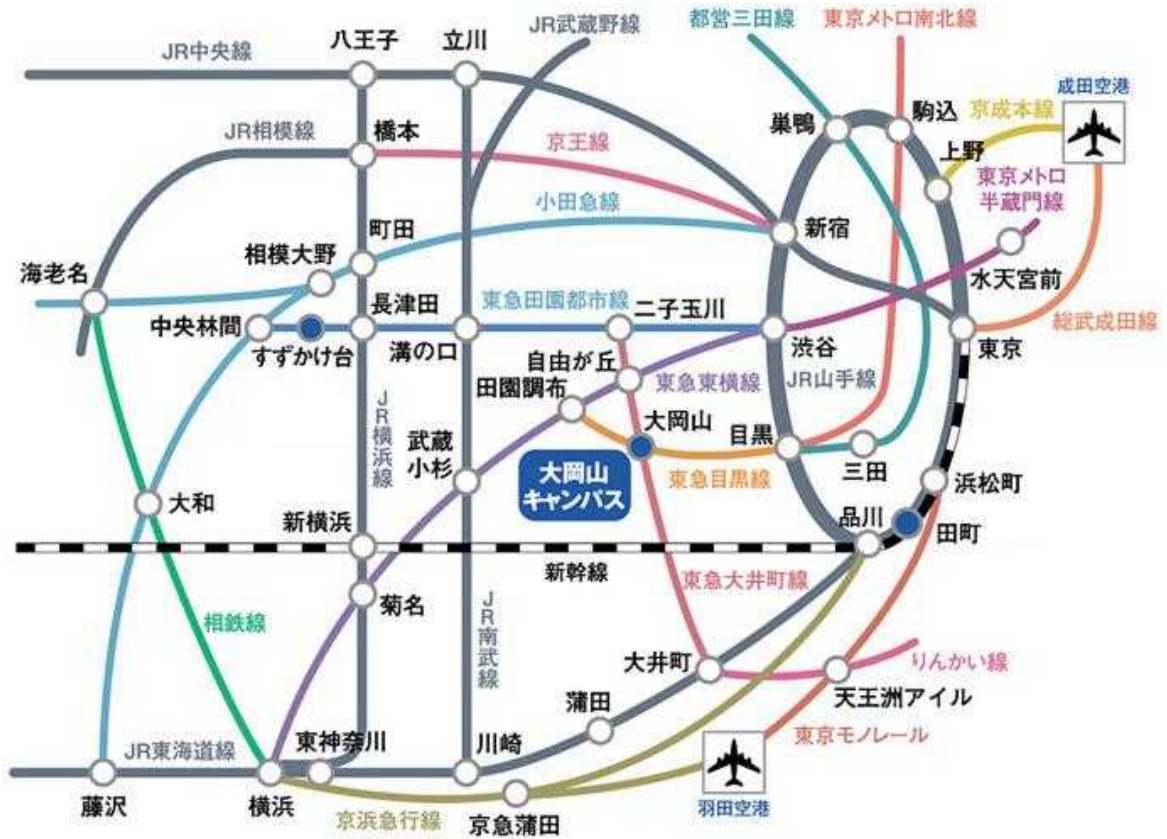 JR中央線
八王子
立川
JR武蔵野線
都営三田線
東京メトロ南北線
成田空港
京成本線
駒込
巣鴨
上野
JR相模線
橋本
京王線
東京メトロ
半蔵門線
小田急線
新宿
町田
相模大野
水天宮前
海老名
長津田
東急田園都市線
二子玉川
中央林間
すずかけ台
溝の口
渋谷
東京
総武成田線
自由が丘
東急東横線
JR山手線
田園調布
大岡山
目黒
JR横浜線
武蔵
小杉
大岡山
キャンパス
東急目黒線
三田
浜松町
大和
新横浜
品川
田町
新幹線
東急大井町線
菊名
相鉄線
JR南武線
大井町
りんかい線
天王洲アイル
蒲田
東京モノレール
JR東海道線
東神奈川
川崎
藤沢
横浜
京浜急行線
京急蒲田
羽田空港